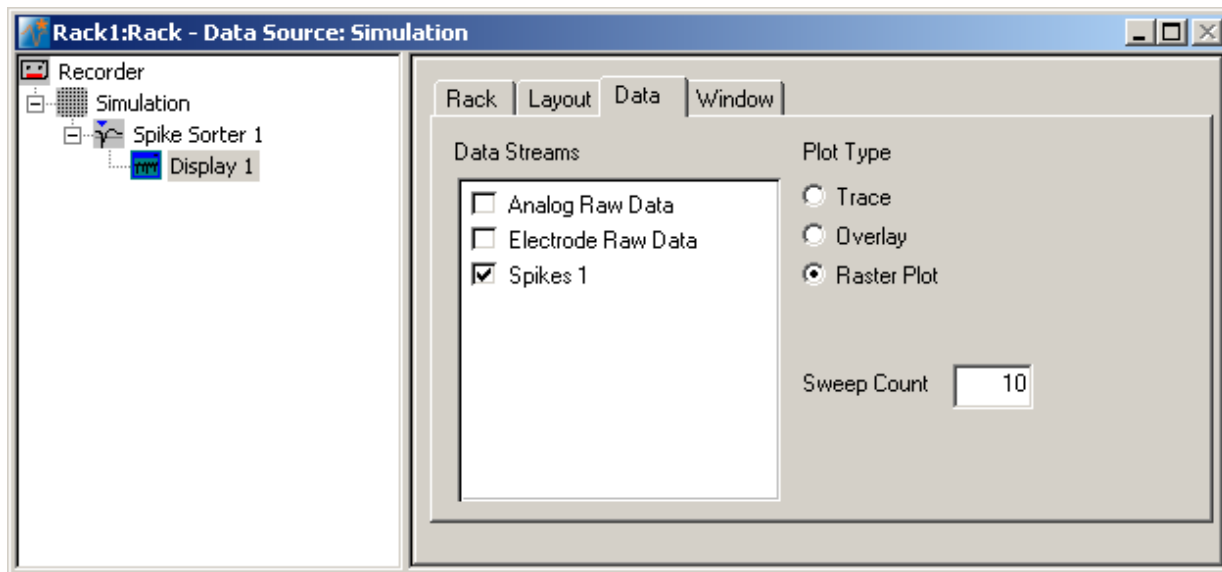 Rack1:Rack - Data Source: Simulation
Recorder
Simulation
Spike Sorter 1
Display 1
Rack Layout Data Window
Data Streams
Analog Raw Data
Electrode Raw Data
Spikes 1
Plot Type
Trace
Overlay
Raster Plot
Sweep Count 10